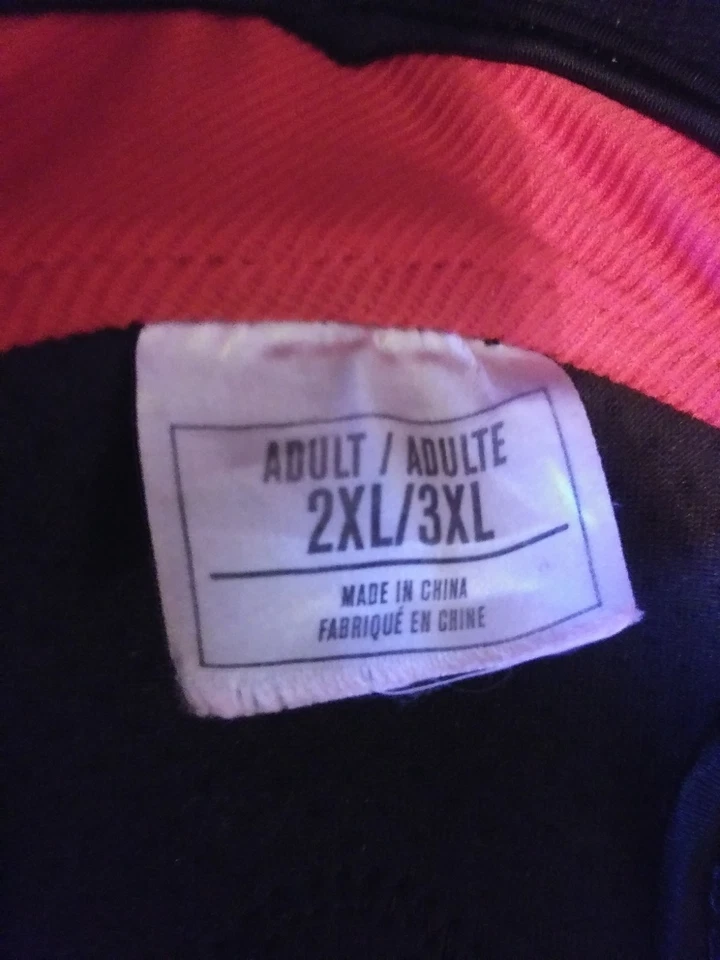 ADULT / ADULTE
2XL/3XL
MADE IN CHINA
FABRIQUÉ EN CHINE